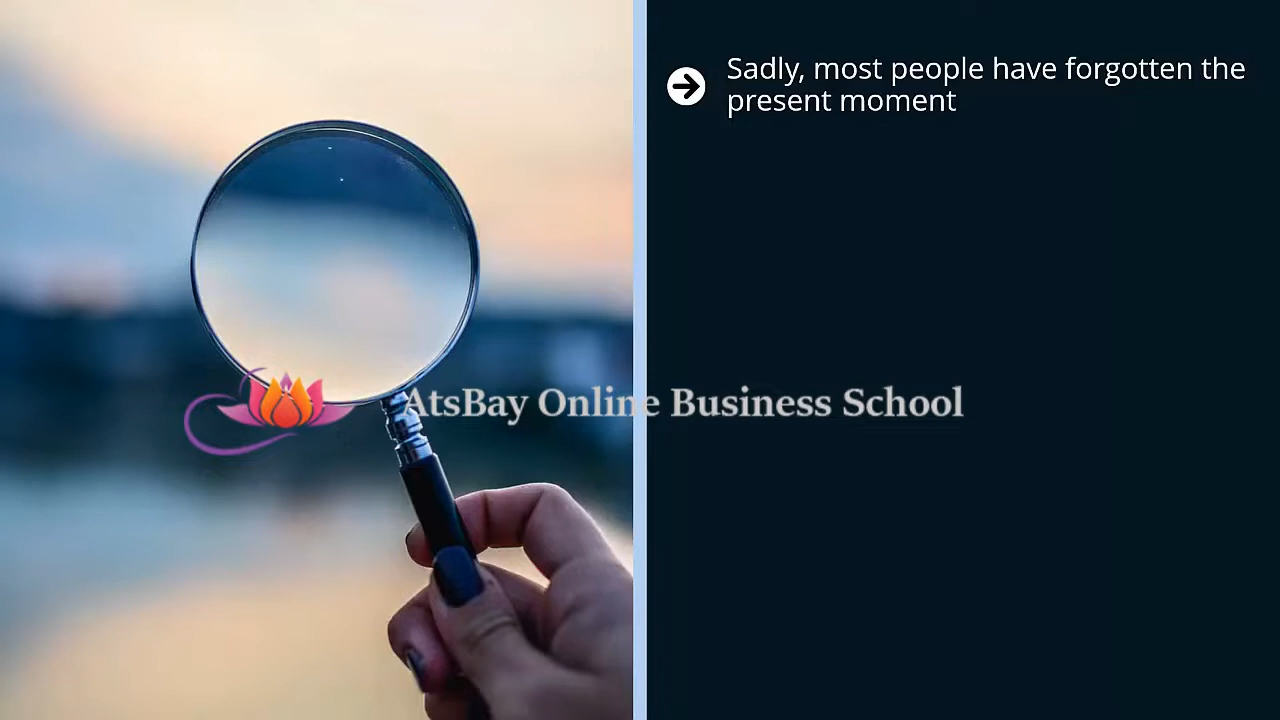 Sadly, most people have forgotten the
present moment
AtsBay Online Business School